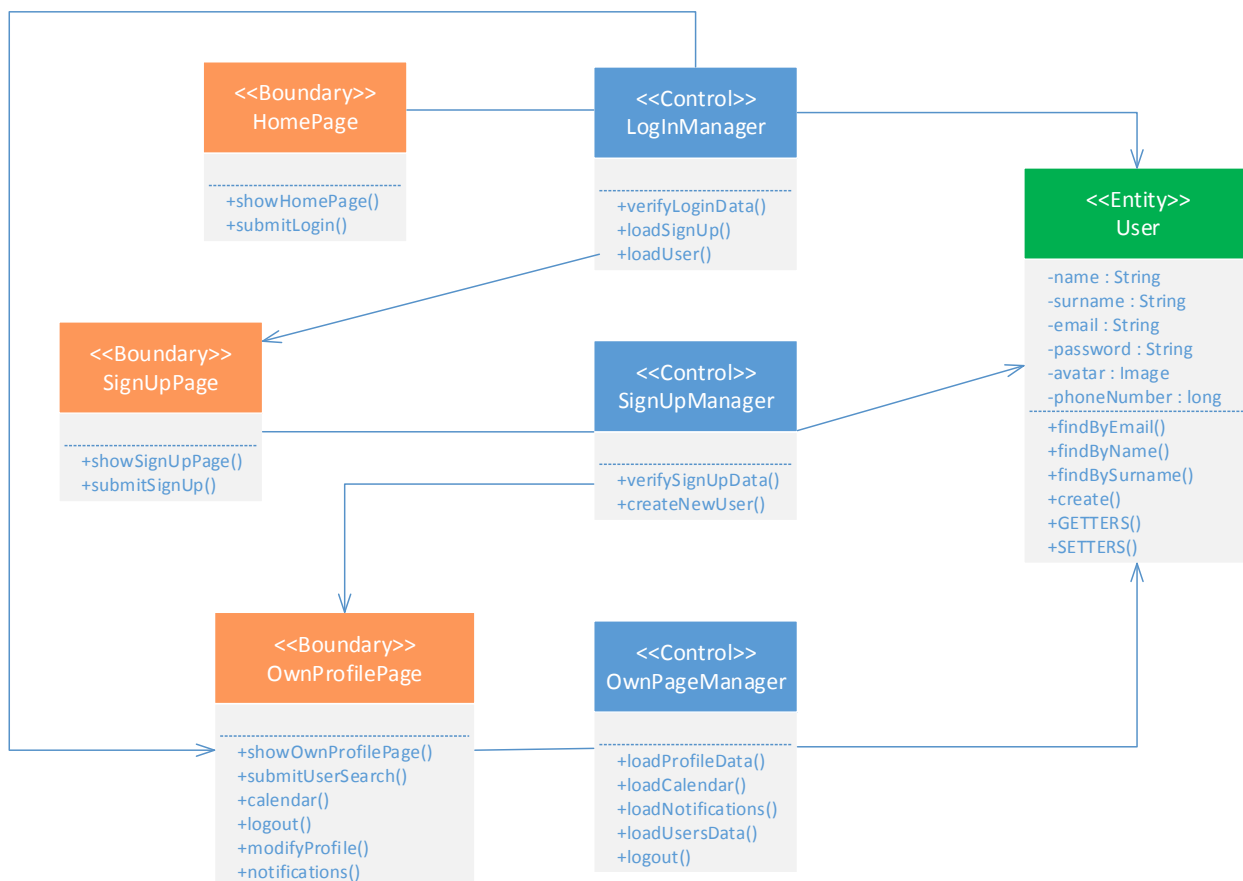 <<Boundary>>
HomePage
+showHomePage()
+submitLogin()
<<Control>>
LogInManager
+verifyLoginData()
+loadSignUp()
+loadUser()
<<Entity>>
User
-name : String
-surname : String
-email : String
-password : String
-avatar : Image
-phoneNumber : long
+findByEmail()
+findByName()
+findBySurname()
+create()
+GETTERS()
+SETTERS()
<<Boundary>>
SignUpPage
+showSignUpPage()
+submitSignUp()
<<Control>>
SignUpManager
+verifySignUpData()
+createNewUser()
<<Boundary>>
OwnProfilePage
+showOwnProfilePage()
+submitUserSearch()
+calendar()
+logout()
+modifyProfile()
+notifications()
<<Control>>
OwnPageManager
+loadProfileData()
+loadCalendar()
+loadNotifications()
+loadUsersData()
+logout()